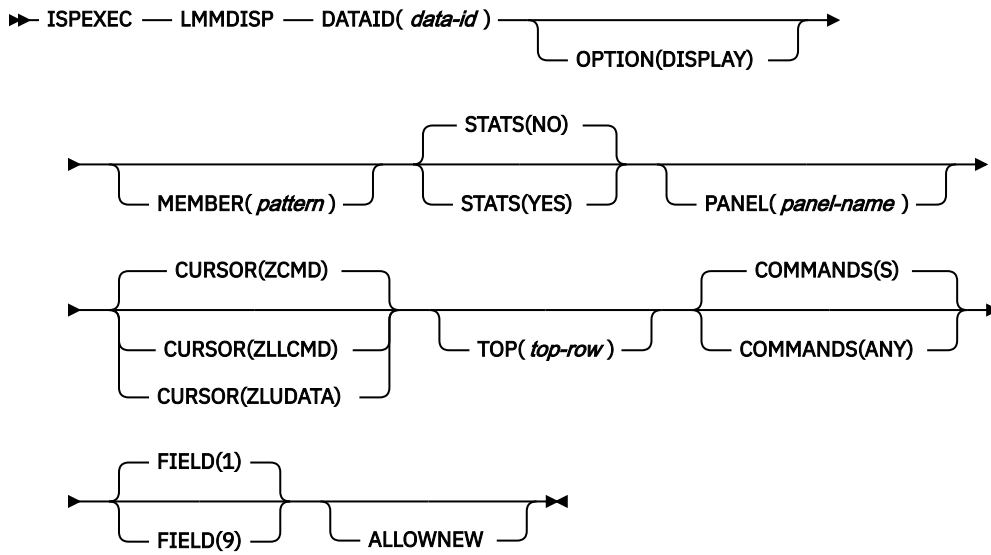 ISPEXEC LMMDISP DATAID( data-id )
OPTION(DISPLAY)
STATS(NO)
MEMBER( pattern ) STATS(YES) PANEL( panel-name )
CURSOR(ZCMD) COMMANDS(S)
CURSOR(ZLLCMD) TOP( top-row ) COMMANDS(ANY)
CURSOR(ZLUDATA)
FIELD(1)
FIELD(9) ALLOWNEW